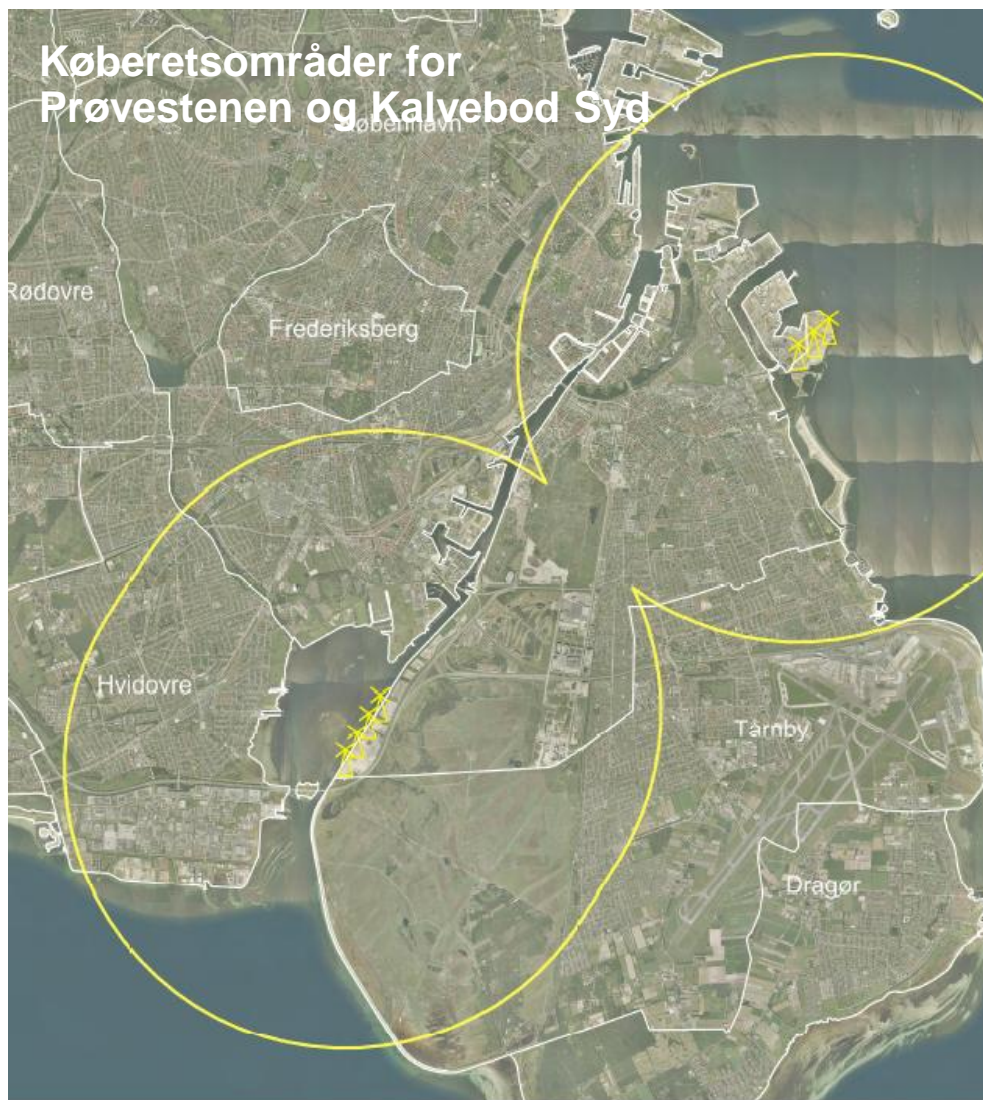 Køberetsområder for
Prøvestenen og Kalvebod Syd
København
Rødovre
Frederiksberg
Hvidovre
Tårnby
Dragør